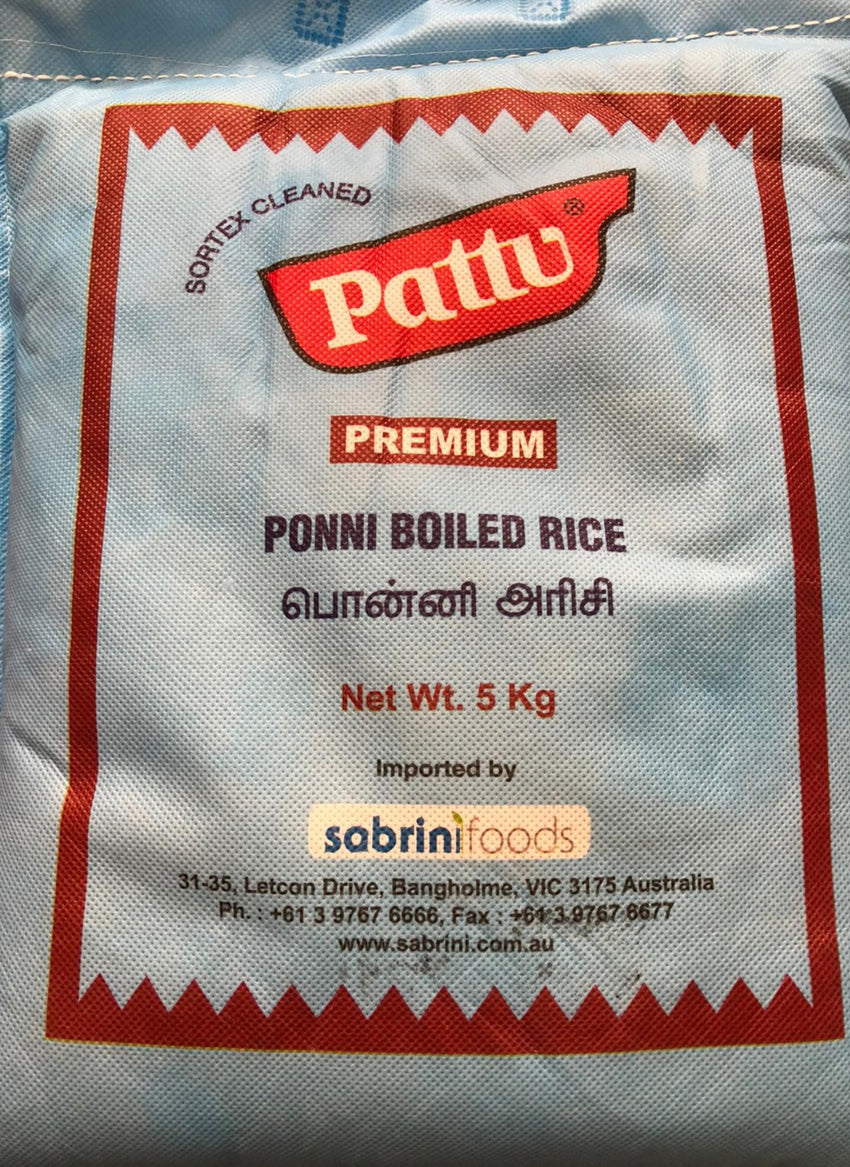 SORTEX CLEANED
Pattu®
PREMIUM
PONNI BOILED RICE
பொன்னி அரிசி
Net Wt. 5 Kg
Imported by
sabrinifoods
31-35, Letcon Drive, Bangholme, VIC 3175 Australia
Ph. : +61 3 9767 6666, Fax : +61 3 9767 6677
www.sabrini.com.au